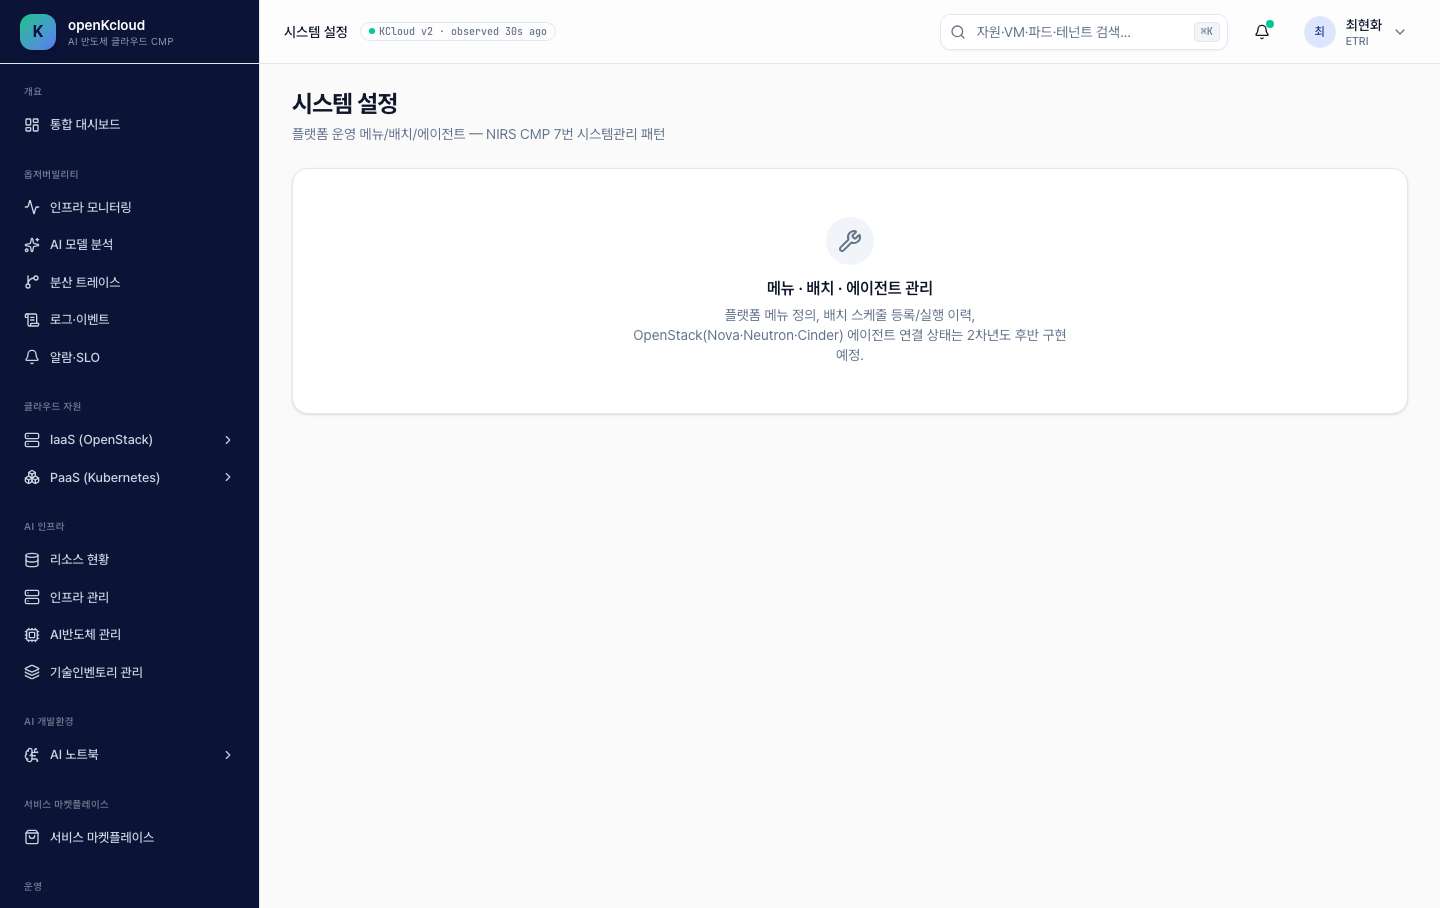 K
openKcloud
AI 반도체 클라우드 CMP
시스템 설정
KCloud v2 · observed 30s ago
자원·VM·파드·테넌트 검색...
⌘K
최
최현화
ETRI
개요
통합 대시보드
옵저버빌리티
인프라 모니터링
AI 모델 분석
분산 트레이스
로그·이벤트
알람·SLO
클라우드 자원
IaaS (OpenStack)
PaaS (Kubernetes)
AI 인프라
리소스 현황
인프라 관리
AI반도체 관리
기술인벤토리 관리
AI 개발환경
AI 노트북
서비스 마켓플레이스
서비스 마켓플레이스
운영
시스템 설정
플랫폼 운영 메뉴/배치/에이전트 — NIRS CMP 7번 시스템관리 패턴
메뉴 · 배치 · 에이전트 관리
플랫폼 메뉴 정의, 배치 스케줄 등록/실행 이력,
OpenStack(Nova·Neutron·Cinder) 에이전트 연결 상태는 2차년도 후반 구현
예정.